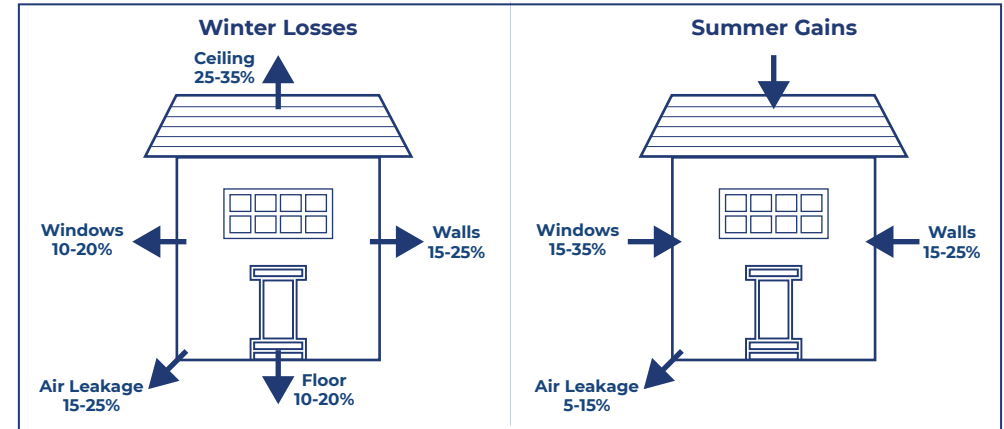 Winter Losses
Ceiling
25-35%
Windows
10-20%
Walls
15-25%
Air Leakage
15-25%
Floor
10-20%
Summer Gains
Windows
15-35%
Walls
15-25%
Air Leakage
5-15%